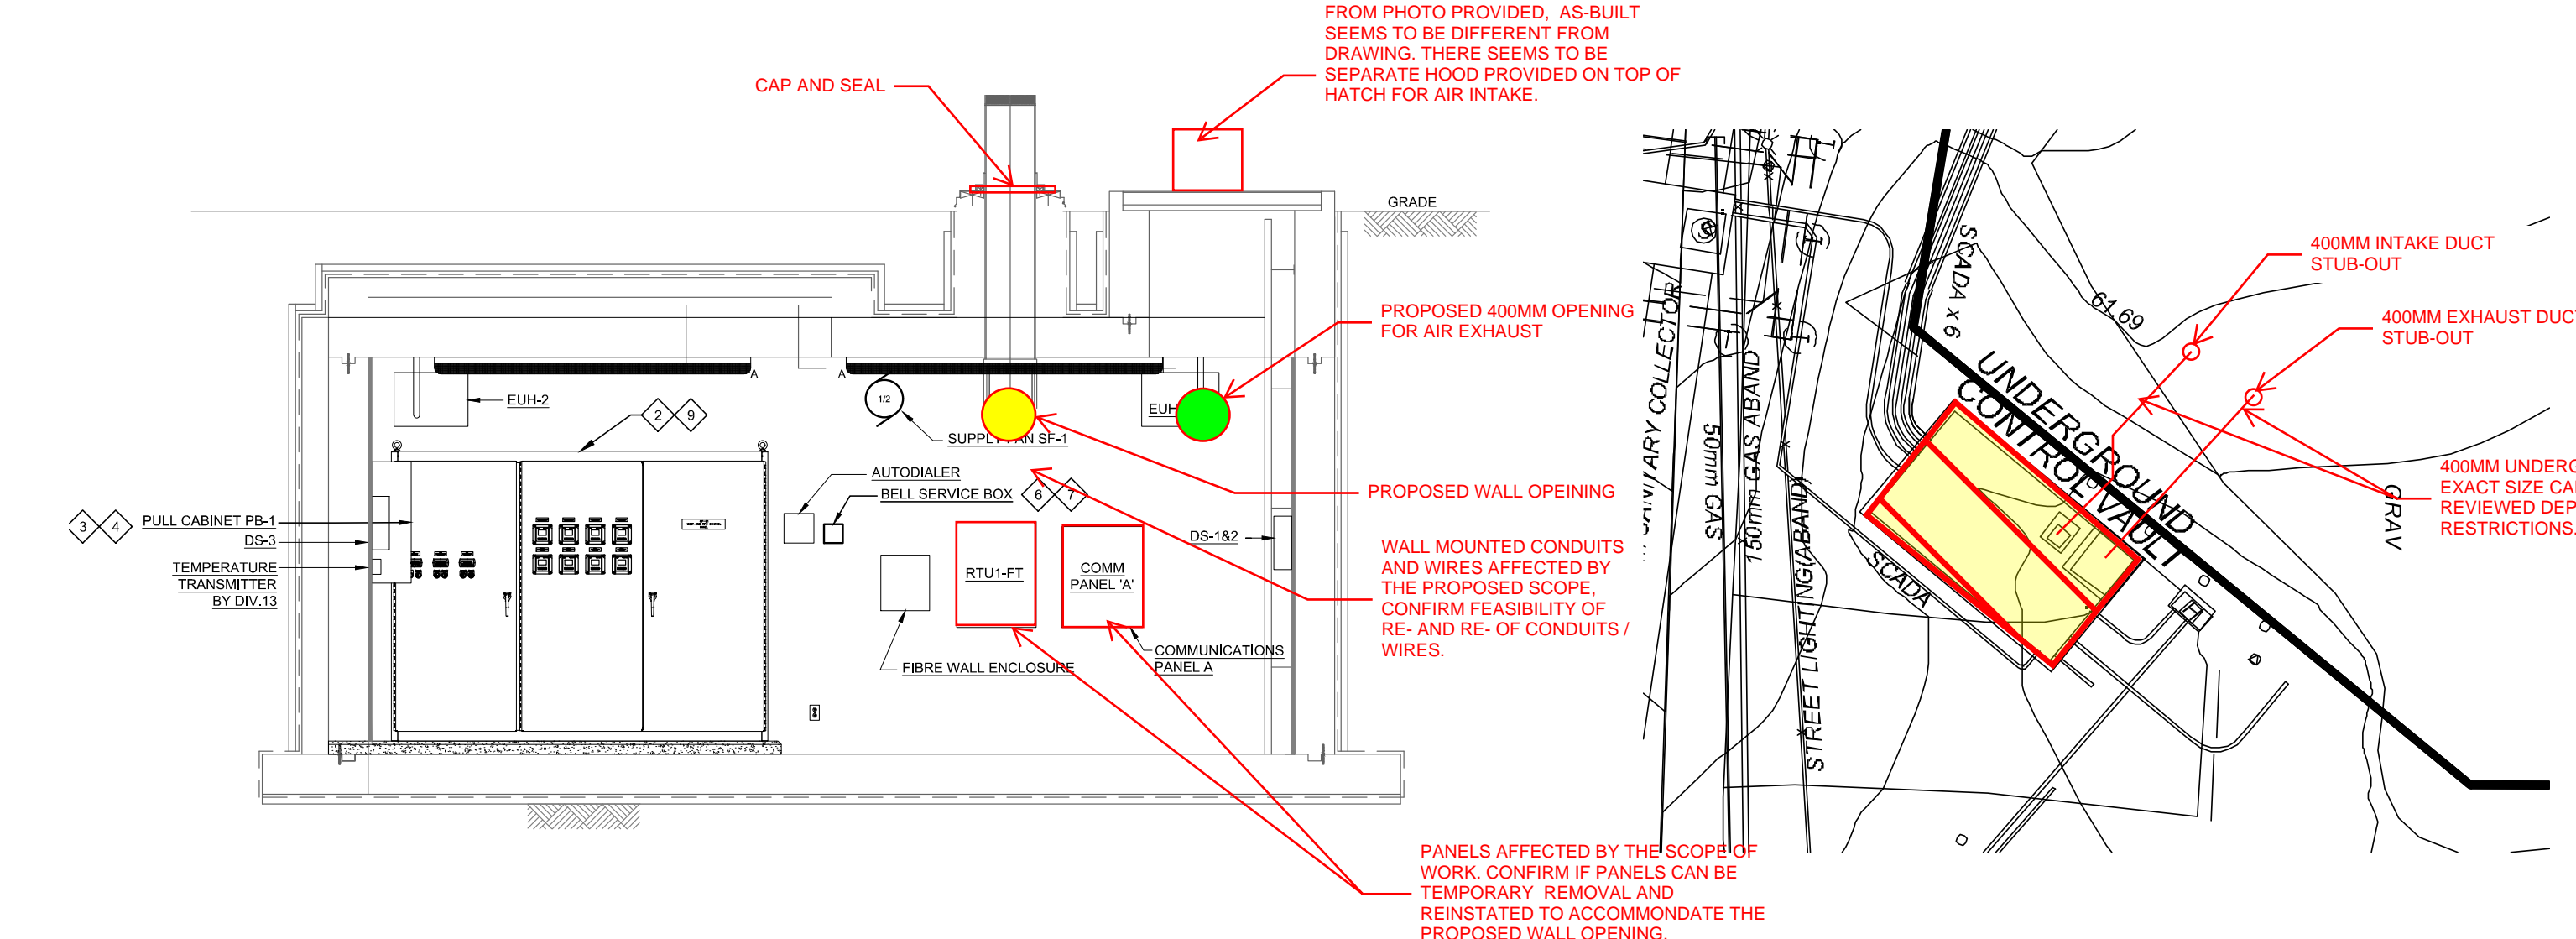 FROM PHOTO PROVIDED, AS-BUILT
SEEMS TO BE DIFFERENT FROM
DRAWING. THERE SEEMS TO BE
SEPARATE HOOD PROVIDED ON TOP OF
HATCH FOR AIR INTAKE.
CAP AND SEAL
GRADE
PROPOSED 400MM OPENING
FOR AIR EXHAUST
A
A
EUH-2
1/2
EUH
2
9
SUPPLY FAN SF-1
AUTODIALER
BELL SERVICE BOX
6
7
PROPOSED WALL OPEINING
3
4
PULL CABINET PB-1
DS-3
TEMPERATURE
TRANSMITTER
BY DIV.13
DS-1&2
RTU1-FT
COMM
PANEL 'A'
WALL MOUNTED CONDUITS
AND WIRES AFFECTED BY
THE PROPOSED SCOPE,
CONFIRM FEASIBILITY OF
RE- AND RE- OF CONDUITS /
WIRES.
FIBRE WALL ENCLOSURE
COMMUNICATIONS
PANEL A
PANELS AFFECTED BY THE SCOPE OF
WORK. CONFIRM IF PANELS CAN BE
TEMPORARY REMOVAL AND
REINSTATED TO ACCOMMONDATE THE
PROPOSED WALL OPENING.
400MM INTAKE DUCT
STUB-OUT
400MM EXHAUST DUCT
STUB-OUT
400MM UNDERG
EXACT SIZE CA
REVIEWED DEP
RESTRICTIONS.
SCADA x 6
61.69
UNDERGROUND
CONTROL VAULT
GRAV
SCADA
SANITARY COLLECTOR
50mm GAS
150mm GAS ABAND
STREET LIGHTING(ABAND)
S
H